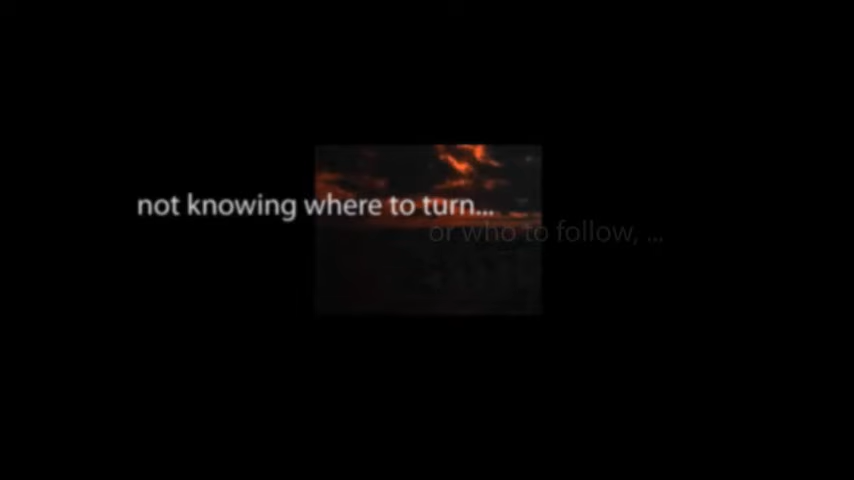 not knowing where to turn...
or who to follow, ...